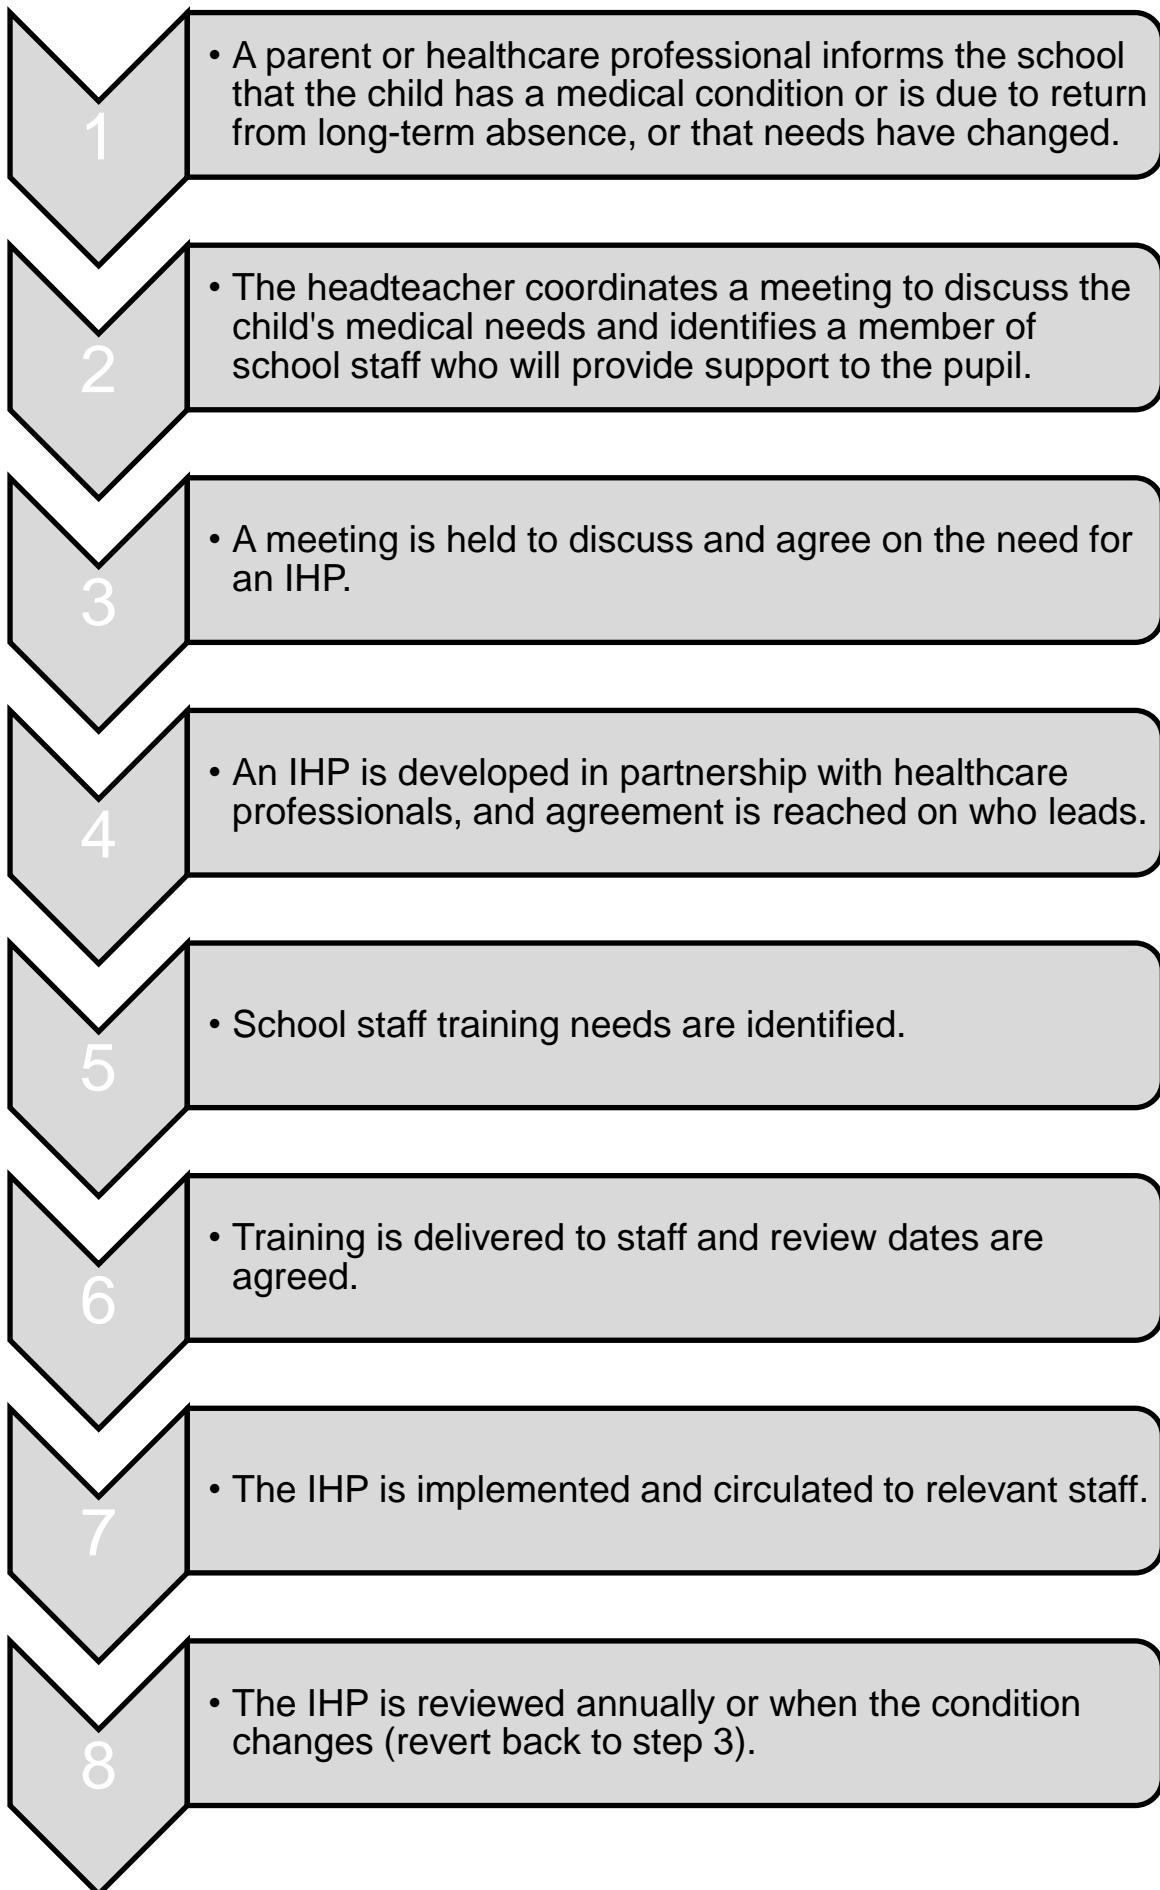 1
• A parent or healthcare professional informs the school
that the child has a medical condition or is due to return
from long-term absence, or that needs have changed.
2
• The headteacher coordinates a meeting to discuss the
child's medical needs and identifies a member of
school staff who will provide support to the pupil.
3
• A meeting is held to discuss and agree on the need for
an IHP.
4
• An IHP is developed in partnership with healthcare
professionals, and agreement is reached on who leads.
5
• School staff training needs are identified.
6
• Training is delivered to staff and review dates are
agreed.
7
• The IHP is implemented and circulated to relevant staff.
8
• The IHP is reviewed annually or when the condition
changes (revert back to step 3).